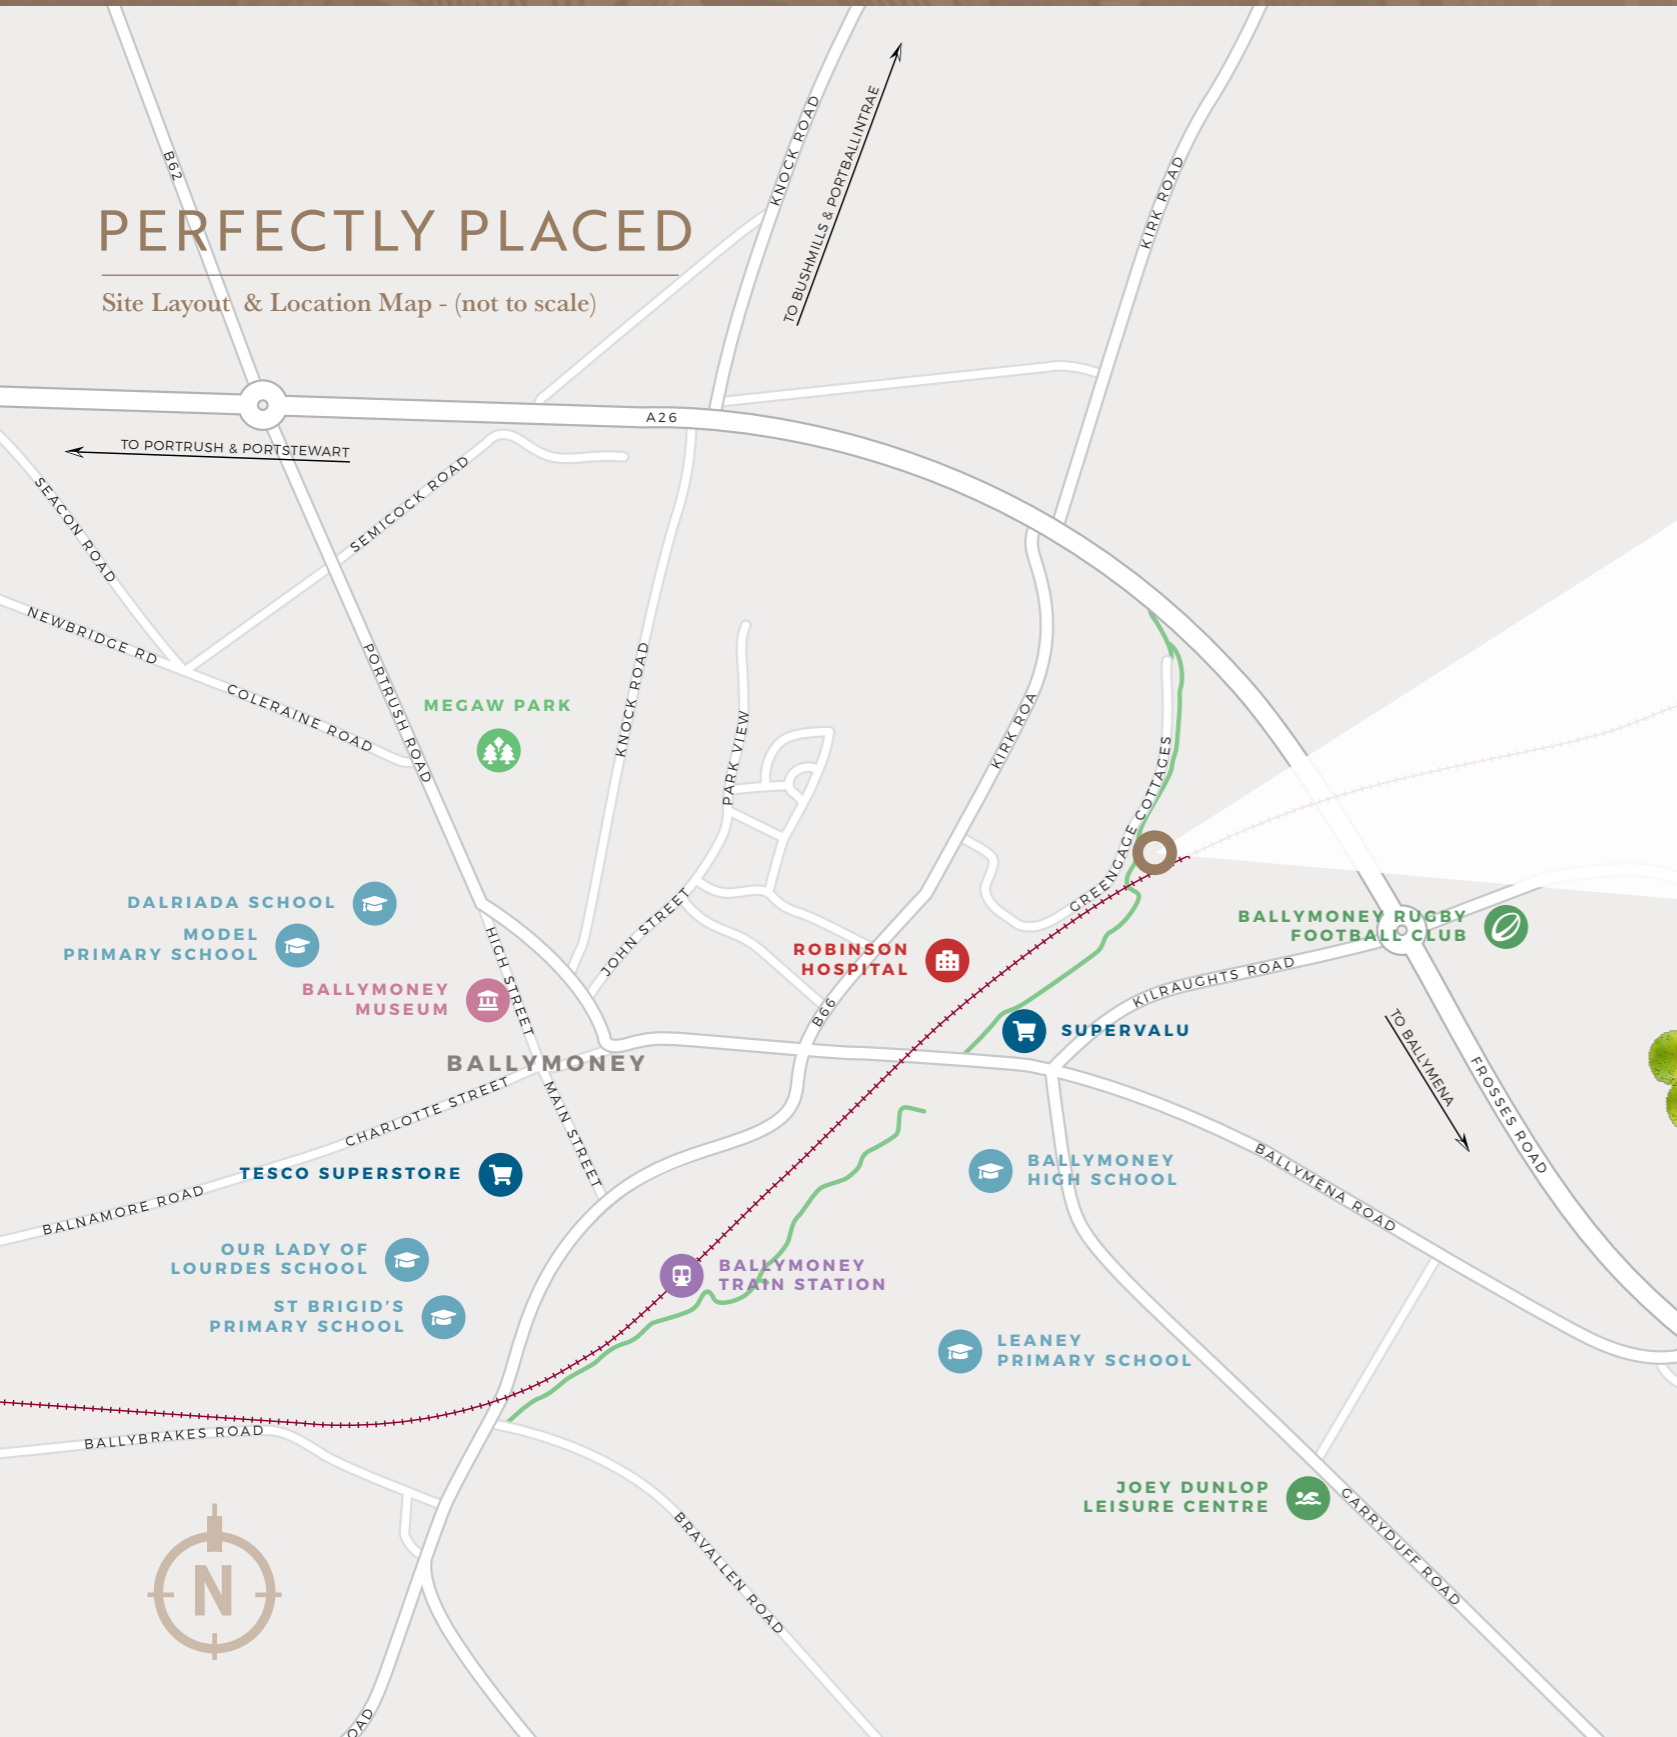 B62
KNOCK ROAD
TO BUSHMILLS & PORTBALLINTRAE
KIRK ROAD
PERFECTLY PLACED
Site Layout & Location Map - (not to scale)
A26
TO PORTRUSH & PORTSTEWART
SEACON ROAD
SEMICOCK ROAD
NEWBRIDGE RD
COLERAINE ROAD
PORTRUSH ROAD
MEGAW PARK
KNOCK ROAD
PARK VIEW
KIRK ROA
GREENGAGE COTTAGES
DALRIADA SCHOOL
MODEL
PRIMARY SCHOOL
HIGH STREET
JOHN STREET
ROBINSON
HOSPITAL
BALLYMONEY RUGBY
FOOTBALL CLUB
KILRAUGHTS ROAD
BALLYMONEY
MUSEUM
B66
SUPERVALU
TO BALLYMENA
BALLYMONEY
FROSSES ROAD
CHARLOTTE STREET
MAIN STREET
TESCO SUPERSTORE
BALLYMONEY
HIGH SCHOOL
BALLYMENA ROAD
BALNAMORE ROAD
OUR LADY OF
LOURDES SCHOOL
BALLYMONEY
TRAIN STATION
ST BRIGID'S
PRIMARY SCHOOL
LEANEY
PRIMARY SCHOOL
BALLYBRAKES ROAD
JOEY DUNLOP
LEISURE CENTRE
GARRYDUFF ROAD
BRAVALLEN ROAD
N
OAD